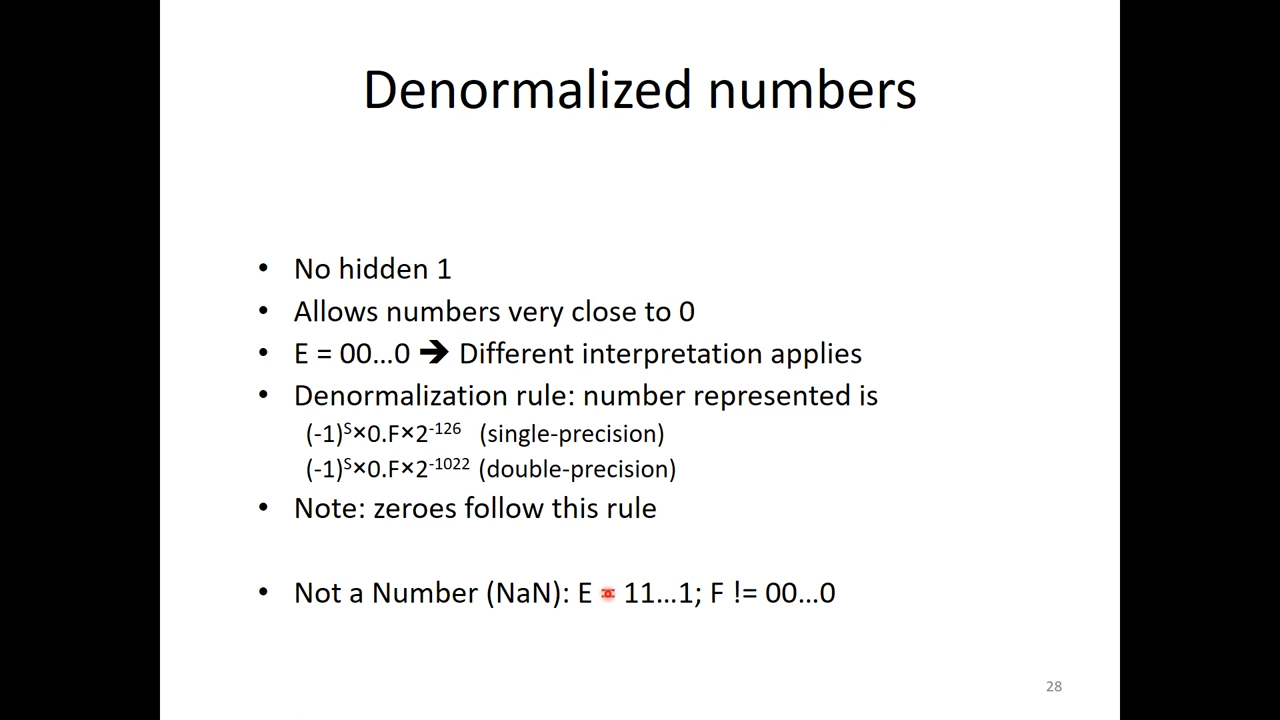 Denormalized numbers
• No hidden 1
• Allows numbers very close to 0
• E = 00...0 🡺 Different interpretation applies
• Denormalization rule: number represented is
(-1)ˢ×0.F×2⁻¹²⁶ (single-precision)
(-1)ˢ×0.F×2⁻¹⁰²² (double-precision)
• Note: zeroes follow this rule
• Not a Number (NaN): E = 11...1; F != 00...0
28